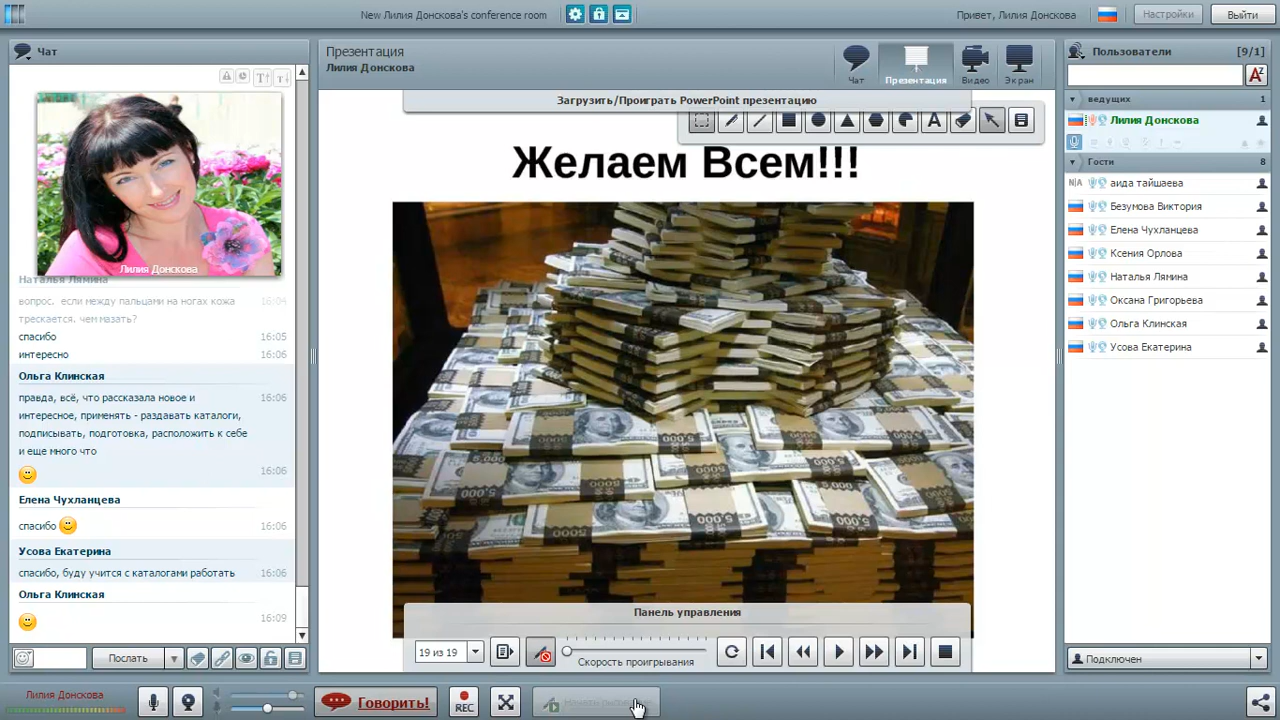 New Лилия Донскова's conference room
Привет, Лилия Донскова
Настройки
Выйти
Чат
Лилия Донскова
Наталья Лямина
вопрос. если между пальцами на ногах кожа
трескается. чем мазать?
16:04
спасибо
16:05
интересно
16:06
Ольга Клинская
правда, всё, что рассказала новое и
интересное, применять - раздавать каталоги,
подписывать, подготовка, расположить к себе
и еще много что
16:06
16:06
Елена Чухланцева
спасибо
16:06
Усова Екатерина
спасибо, буду учится с каталогами работать
16:06
Ольга Клинская
16:09
Послать
Презентация
Лилия Донскова
Чат
Презентация
Видео
Экран
Загрузить/Проиграть PowerPoint презентацию
Желаем Всем!!!
Панель управления
19 из 19
Скорость проигрывания
Пользователи
[9/1]
ведущих
1
Лилия Донскова
Гости
8
N/A
аида тайшаева
Безумова Виктория
Елена Чухланцева
Ксения Орлова
Наталья Лямина
Оксана Григорьева
Ольга Клинская
Усова Екатерина
Подключен
Лилия Донскова
Говорить!
REC